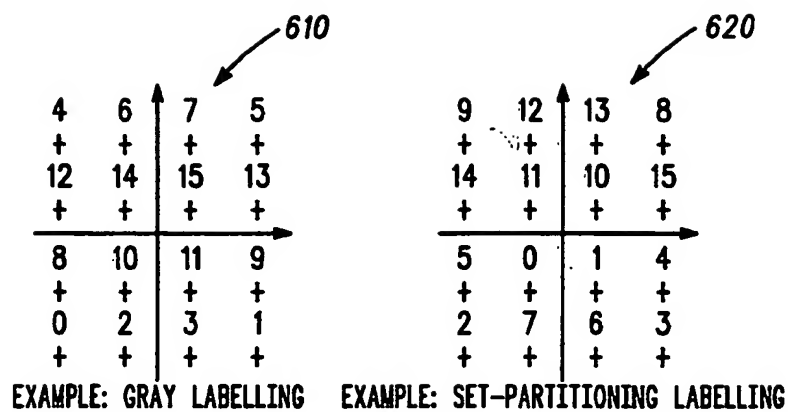 610 620
4 6 7 5 9 12 13 8
+ + + + + + + +
12 14 15 13 14 11 10 15
+ + + + + + + +
8 10 11 9 5 0 1 4
+ + + + + + + +
0 2 3 1 2 7 6 3
+ + + + + + + +
EXAMPLE: GRAY LABELLING EXAMPLE: SET-PARTITIONING LABELLING